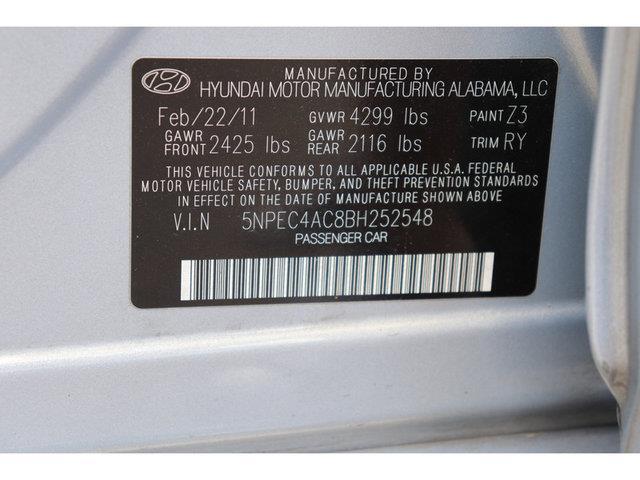 MANUFACTURED BY
HYUNDAI MOTOR MANUFACTURING ALABAMA, LLC
Feb/22/11 GVWR 4299 lbs PAINT Z3
GAWR FRONT 2425 lbs GAWR REAR 2116 lbs TRIM RY
THIS VEHICLE CONFORMS TO ALL APPLICABLE U.S.A. FEDERAL
MOTOR VEHICLE SAFETY, BUMPER, AND THEFT PREVENTION STANDARDS
IN EFFECT ON THE DATE OF MANUFACTURE SHOWN ABOVE
V.I.N 5NPEC4AC8BH252548
PASSENGER CAR